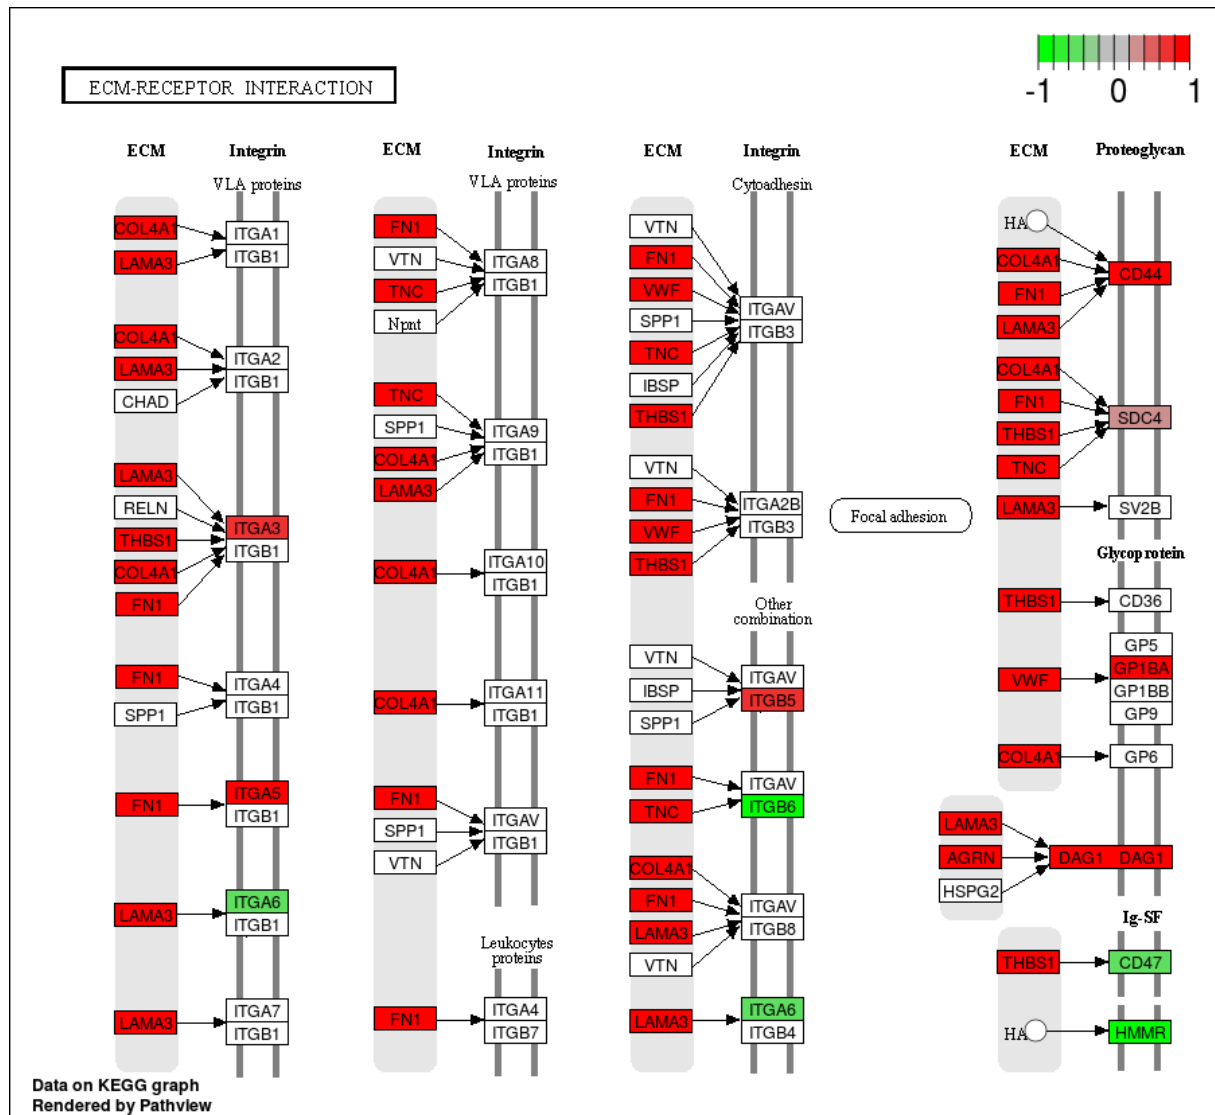 -1 0 1
ECM-RECEPTOR INTERACTION
ECM Integrin
VLA proteins
COL4A1
LAMA3
ITGA1
ITGB1
COL4A1
LAMA3
CHAD
ITGA2
ITGB1
LAMA3
RELN
THBS1
COL4A1
FN1
ITGA3
ITGB1
FN1
SPP1
ITGA4
ITGB1
FN1
ITGA5
ITGB1
LAMA3
ITGA6
ITGB1
LAMA3
ITGA7
ITGB1
ECM Integrin
VLA proteins
FN1
VTN
TNC
Npnt
ITGA8
ITGB1
TNC
SPP1
COL4A1
LAMA3
ITGA9
ITGB1
COL4A1
ITGA10
ITGB1
COL4A1
ITGA11
ITGB1
FN1
SPP1
VTN
ITGAV
ITGB1
Leukocytes
proteins
FN1
ITGA4
ITGB7
ECM Integrin
Cytoadhesin
VTN
FN1
VWF
SPP1
TNC
IBSP
THBS1
ITGAV
ITGB3
VTN
FN1
VWF
THBS1
ITGA2B
ITGB3
Other
combination
VTN
IBSP
SPP1
ITGAV
ITGB5
FN1
TNC
ITGAV
ITGB6
COL4A1
FN1
LAMA3
VTN
ITGAV
ITGB8
LAMA3
ITGA6
ITGB4
Focal adhesion
ECM Proteoglycan
HA
COL4A1
FN1
LAMA3
CD44
COL4A1
FN1
THBS1
TNC
SDC4
LAMA3
SV2B
Glycoprotein
THBS1
CD36
VWF
GP5
GP1BA
GP1BB
GP9
COL4A1
GP6
LAMA3
AGRN
HSPG2
DAG1 DAG1
Ig-SF
THBS1
CD47
HA
HMMR
Data on KEGG graph
Rendered by Pathview